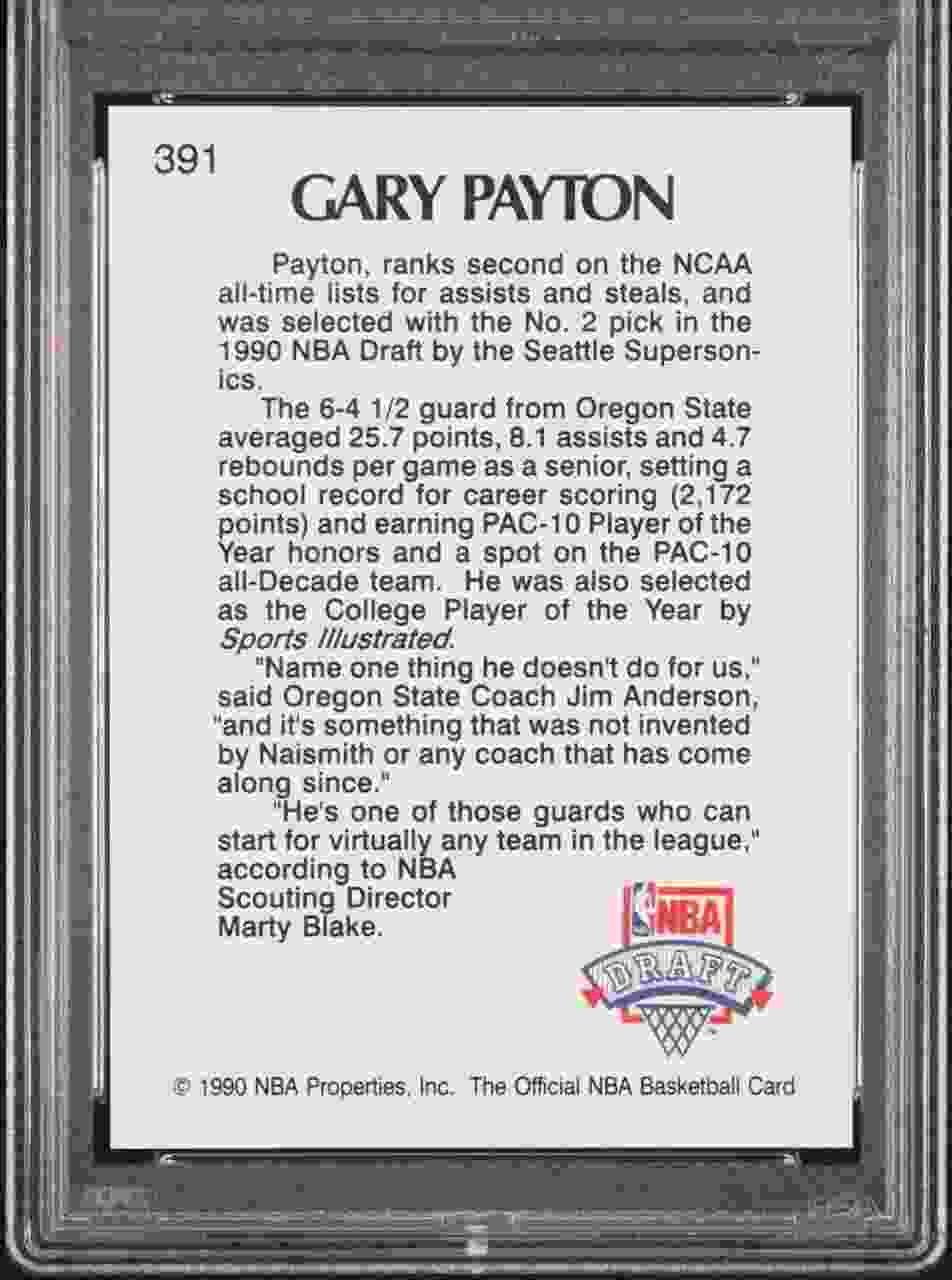 391
GARY PAYTON
Payton, ranks second on the NCAA
all-time lists for assists and steals, and
was selected with the No. 2 pick in the
1990 NBA Draft by the Seattle Superson-
ics.
The 6-4 1/2 guard from Oregon State
averaged 25.7 points, 8.1 assists and 4.7
rebounds per game as a senior, setting a
school record for career scoring (2,172
points) and earning PAC-10 Player of the
Year honors and a spot on the PAC-10
all-Decade team. He was also selected
as the College Player of the Year by
Sports Illustrated.
"Name one thing he doesn't do for us,"
said Oregon State Coach Jim Anderson,
"and it's something that was not invented
by Naismith or any coach that has come
along since."
"He's one of those guards who can
start for virtually any team in the league,"
according to NBA
Scouting Director
Marty Blake.
NBA
DRAFT
© 1990 NBA Properties, Inc. The Official NBA Basketball Card